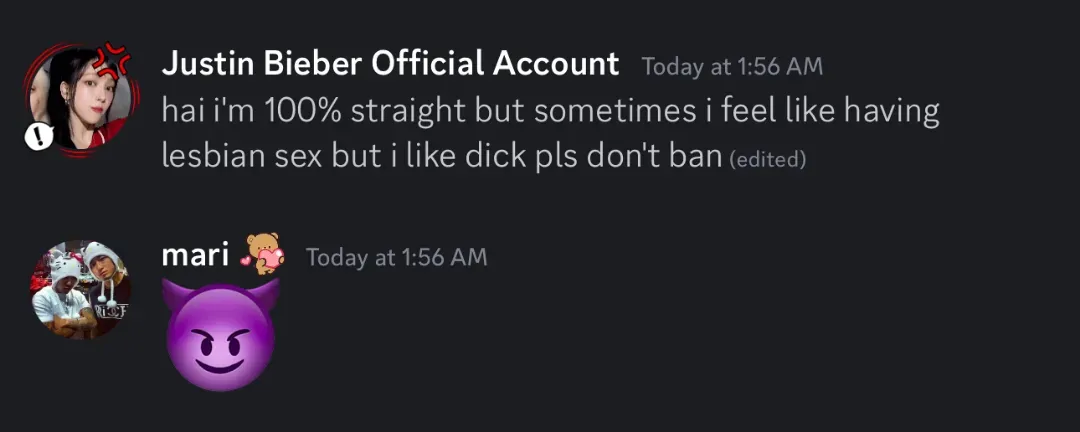 Justin Bieber Official Account Today at 1:56 AM
hai i'm 100% straight but sometimes i feel like having
lesbian sex but i like dick pls don't ban (edited)
mari Today at 1:56 AM